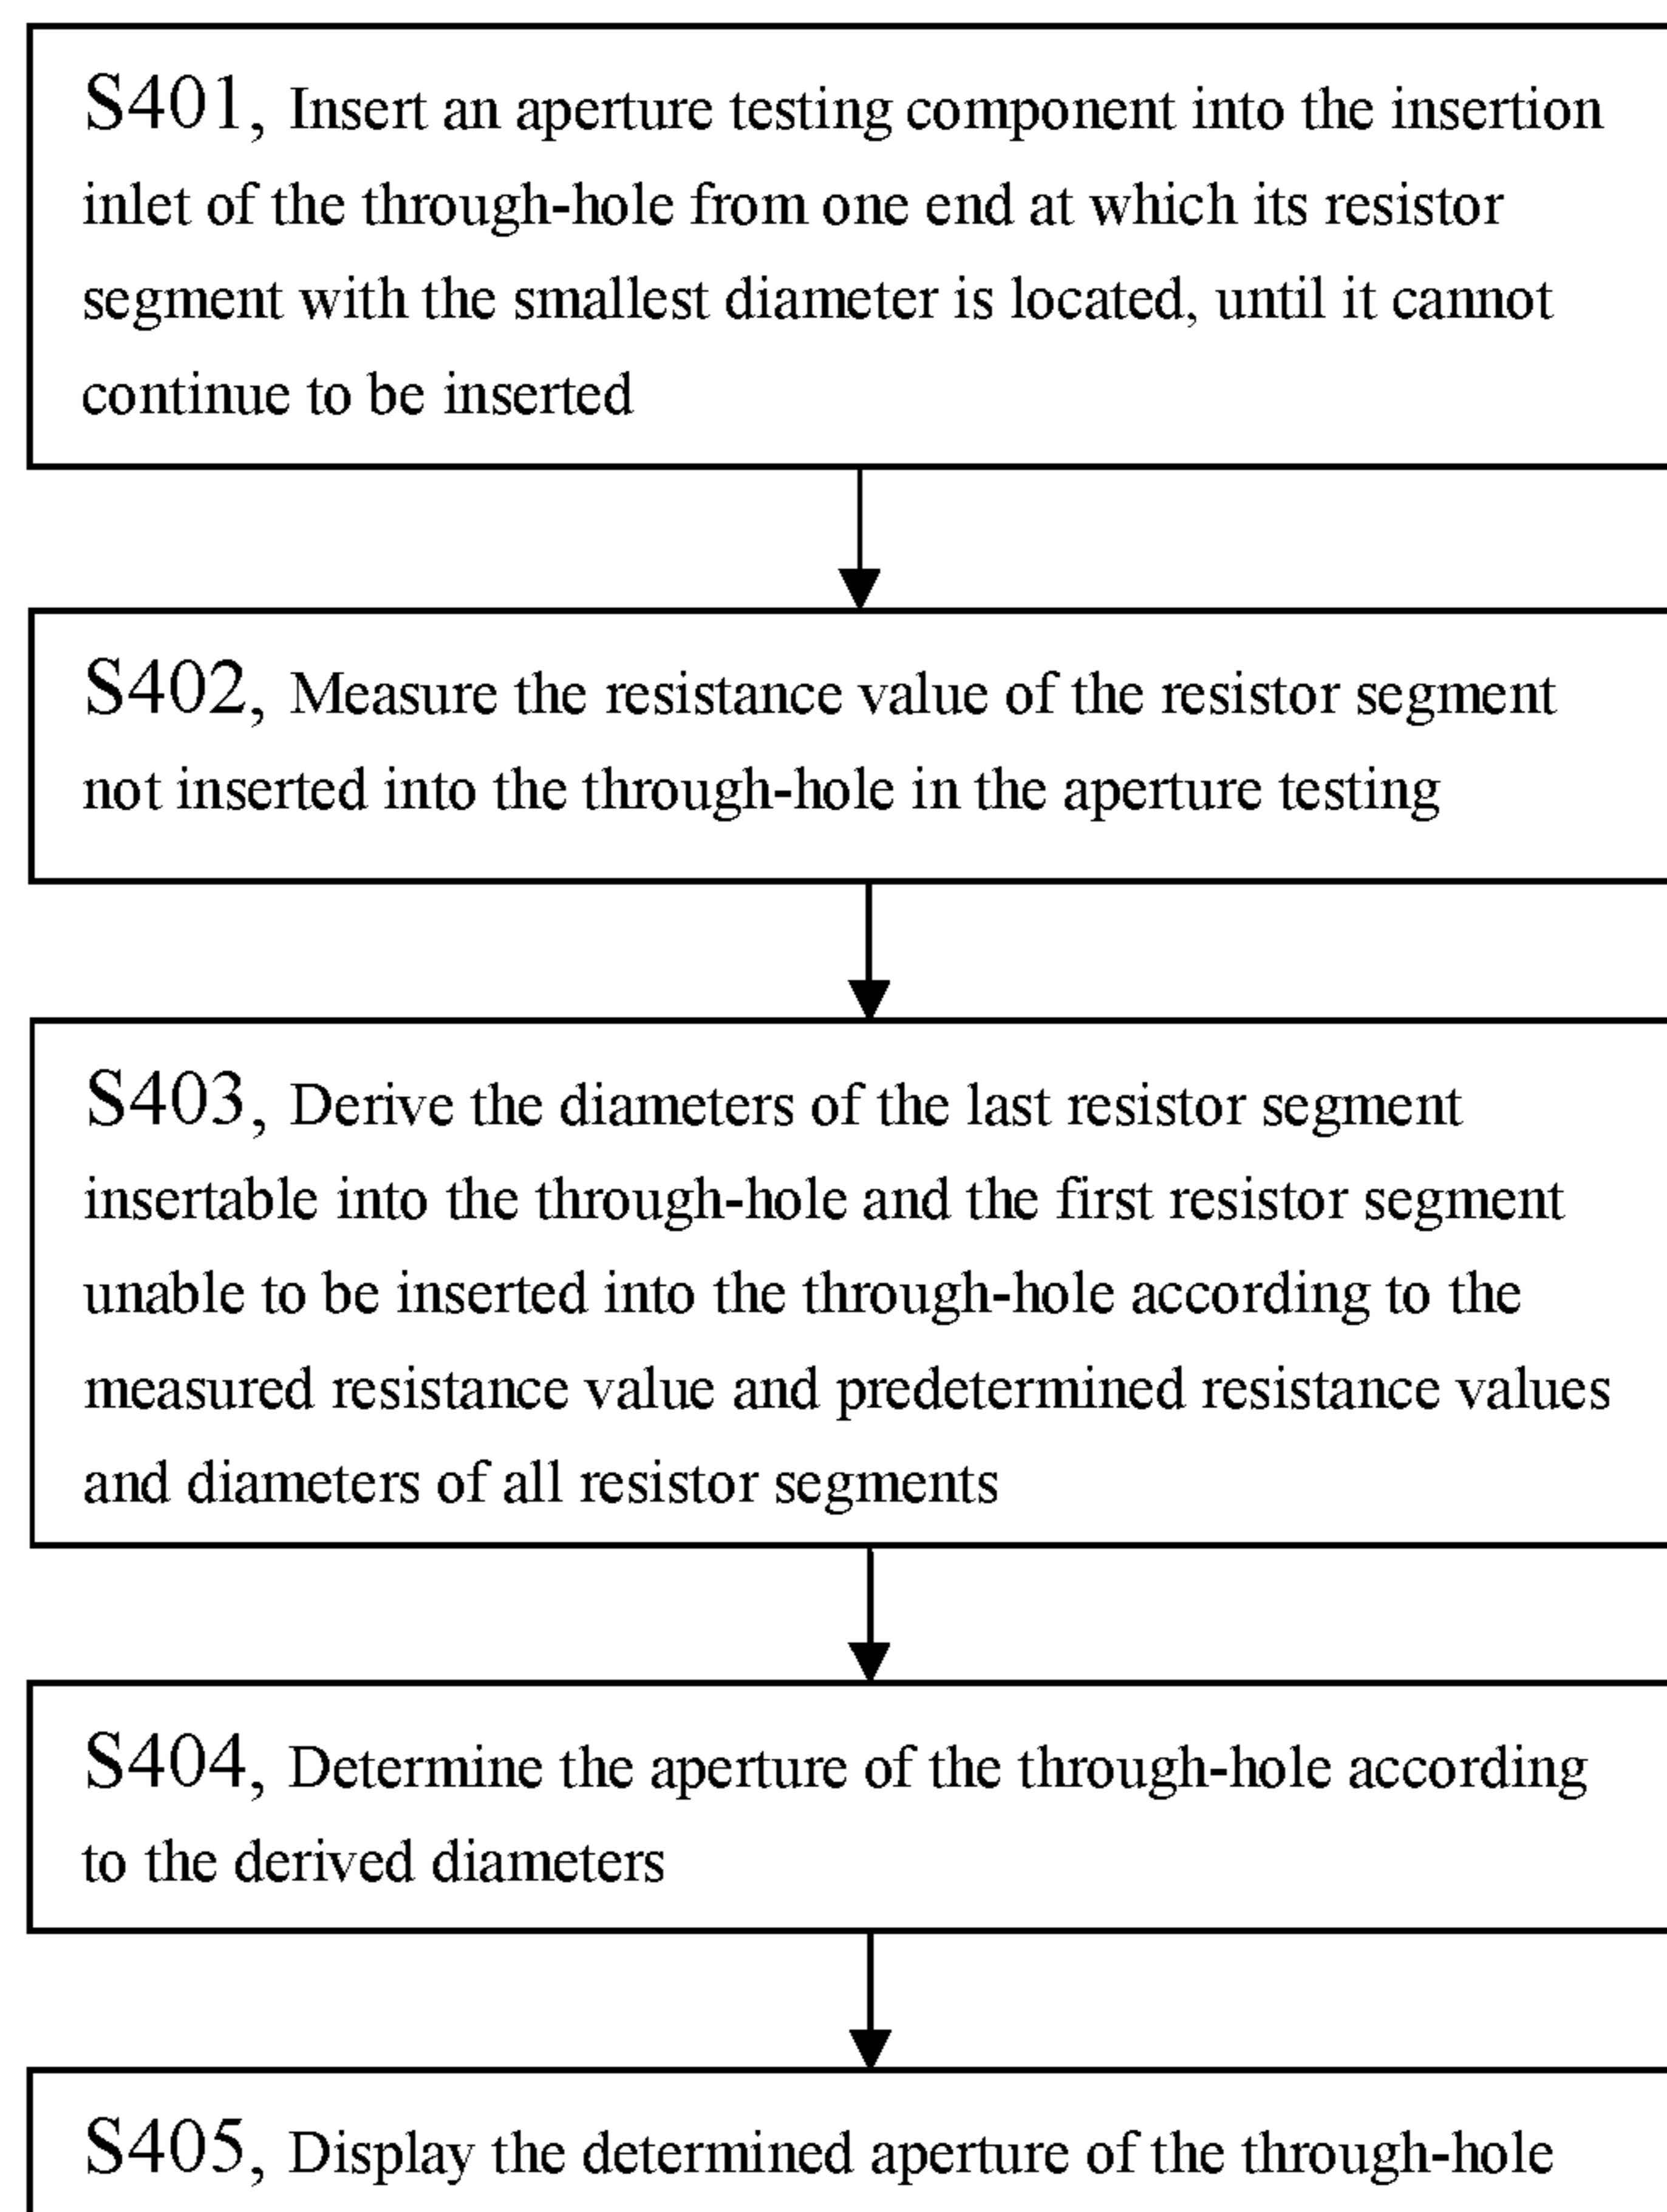 S401, Insert an aperture testing component into the insertion
inlet of the through-hole from one end at which its resistor
segment with the smallest diameter is located, until it cannot
continue to be inserted
S402, Measure the resistance value of the resistor segment
not inserted into the through-hole in the aperture testing
S403, Derive the diameters of the last resistor segment
insertable into the through-hole and the first resistor segment
unable to be inserted into the through-hole according to the
measured resistance value and predetermined resistance values
and diameters of all resistor segments
S404, Determine the aperture of the through-hole according
to the derived diameters
S405, Display the determined aperture of the through-hole